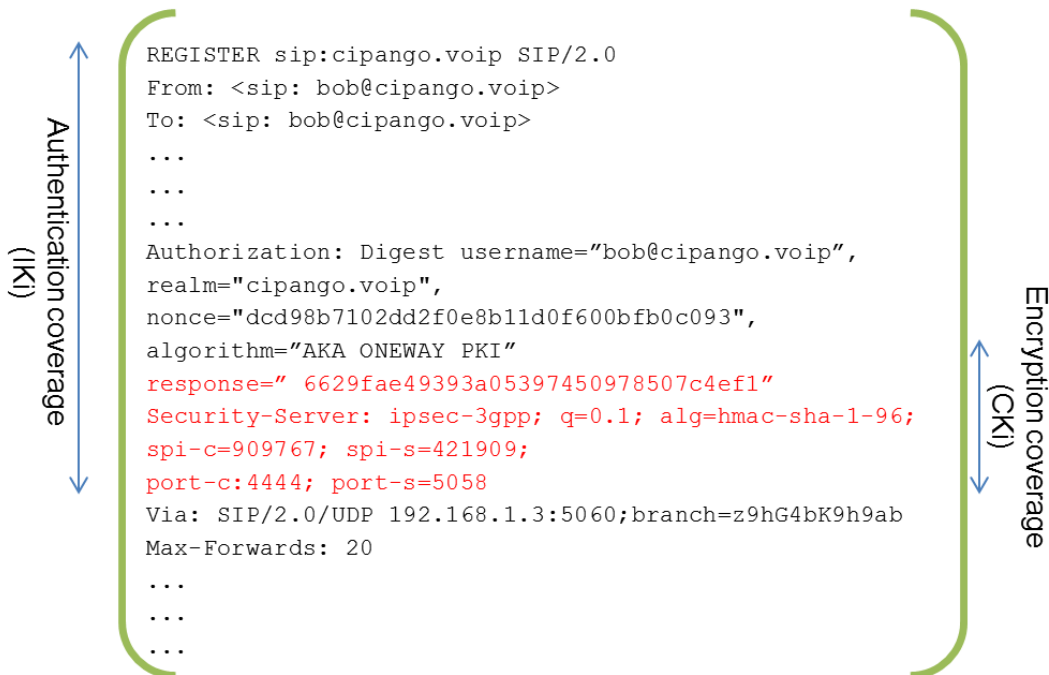 Authentication coverage
(IKi)
REGISTER sip:cipango.voip SIP/2.0
From: <sip: bob@cipango.voip>
To: <sip: bob@cipango.voip>
...
...
...
Authorization: Digest username=”bob@cipango.voip”,
realm="cipango.voip",
nonce="dcd98b7102dd2f0e8b11d0f600bfb0c093",
algorithm=”AKA ONEWAY PKI”
response=” 6629fae49393a05397450978507c4ef1”
Security-Server: ipsec-3gpp; q=0.1; alg=hmac-sha-1-96;
spi-c=909767; spi-s=421909;
port-c:4444; port-s=5058
Via: SIP/2.0/UDP 192.168.1.3:5060;branch=z9hG4bK9h9ab
Max-Forwards: 20
...
...
...
Encryption coverage
(CKi)